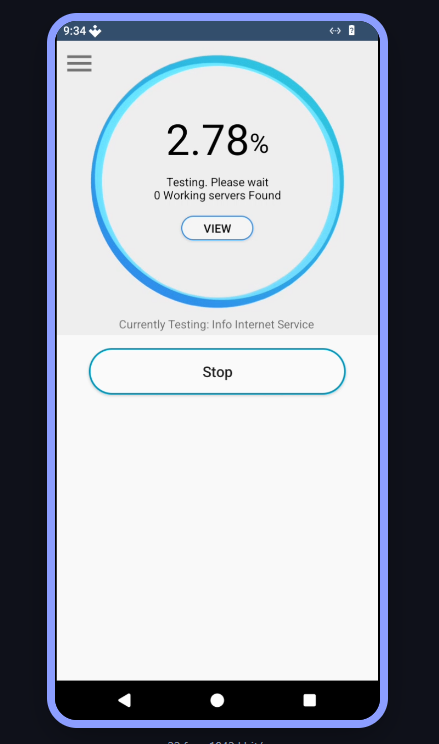 9:34
2.78%
Testing. Please wait
0 Working servers Found
VIEW
Currently Testing: Info Internet Service
Stop